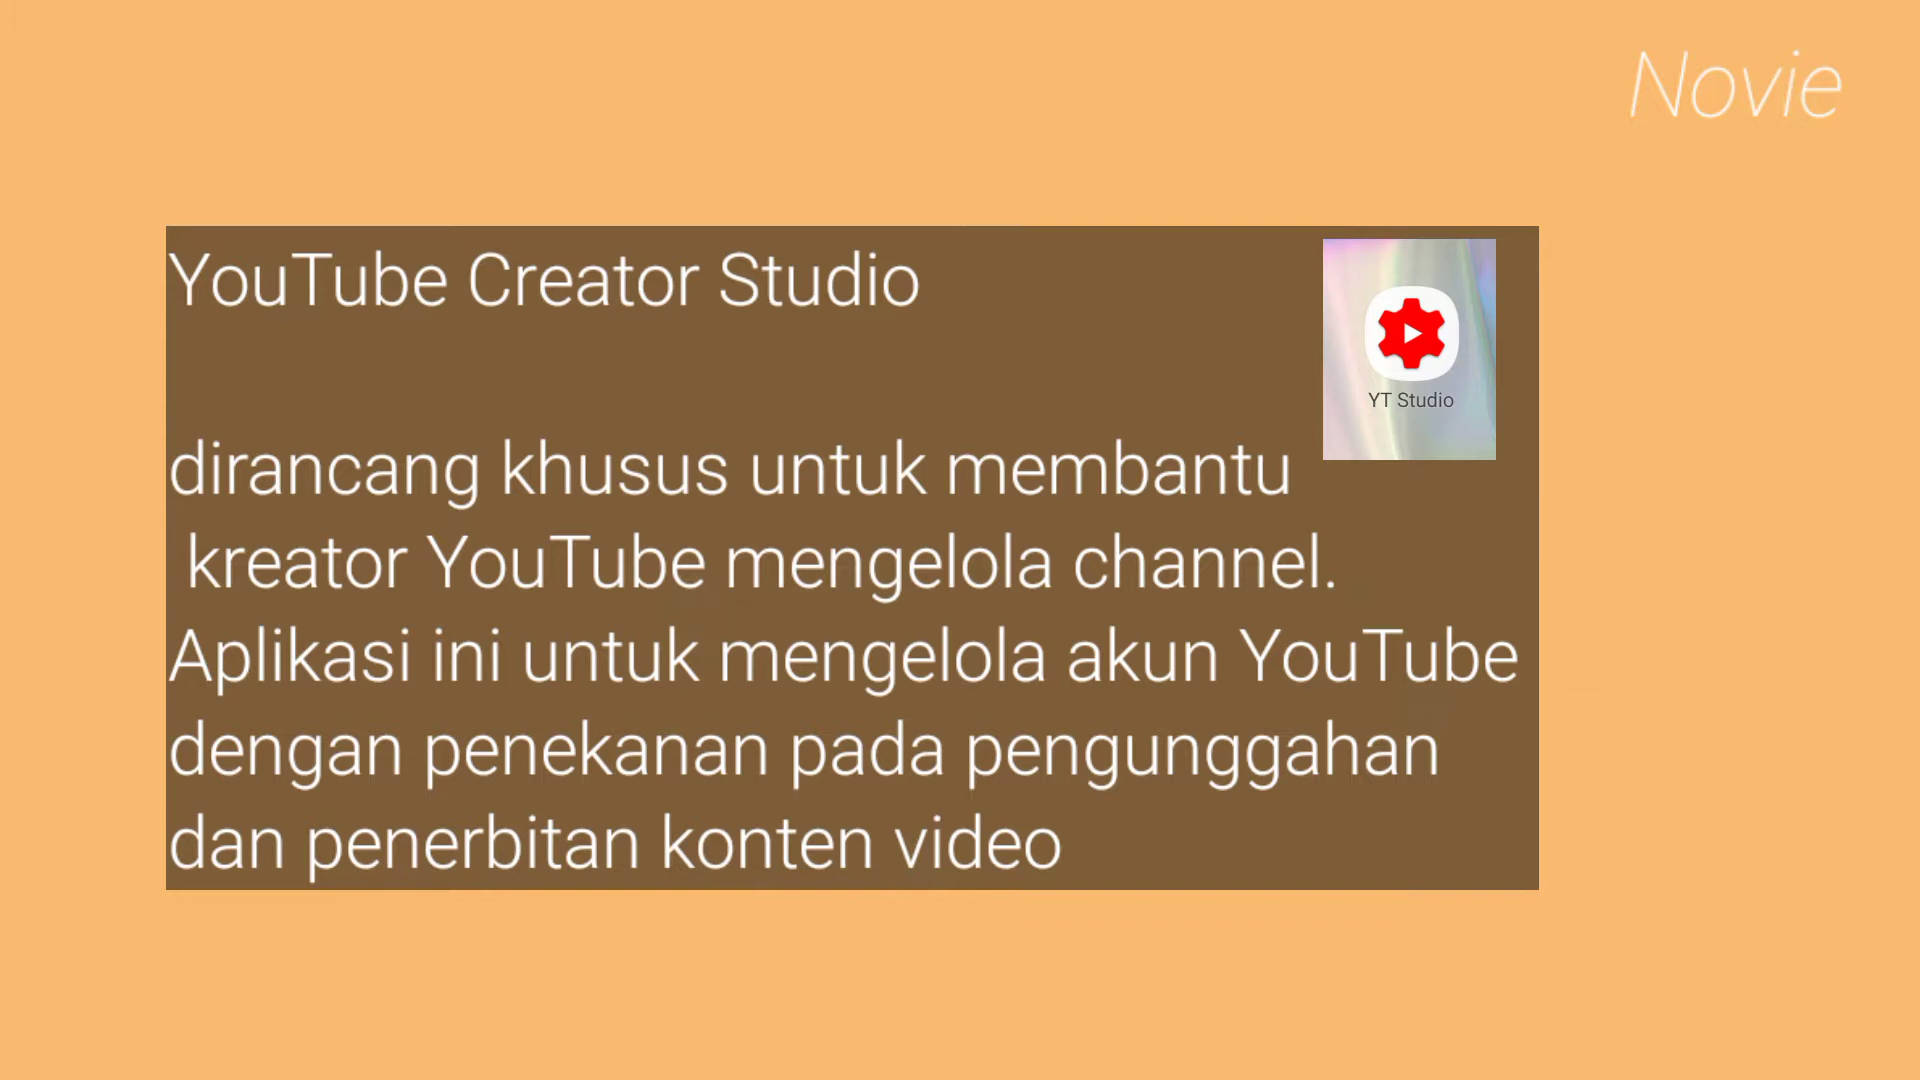 Novie
YouTube Creator Studio
YT Studio
dirancang khusus untuk membantu
kreator YouTube mengelola channel.
Aplikasi ini untuk mengelola akun YouTube
dengan penekanan pada pengunggahan
dan penerbitan konten video